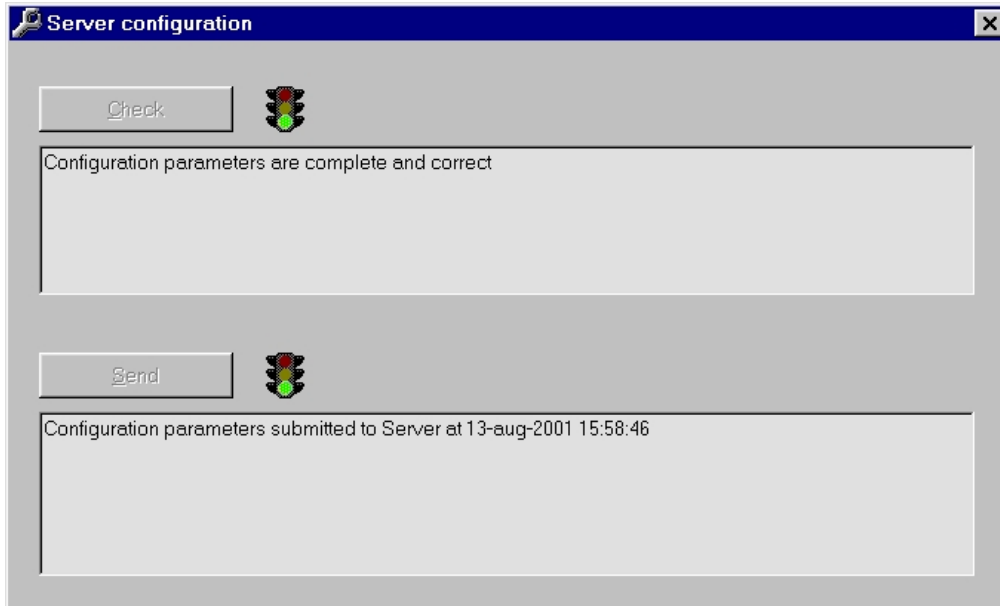 Server configuration
Check
Configuration parameters are complete and correct
Send
Configuration parameters submitted to Server at 13-aug-2001 15:58:46